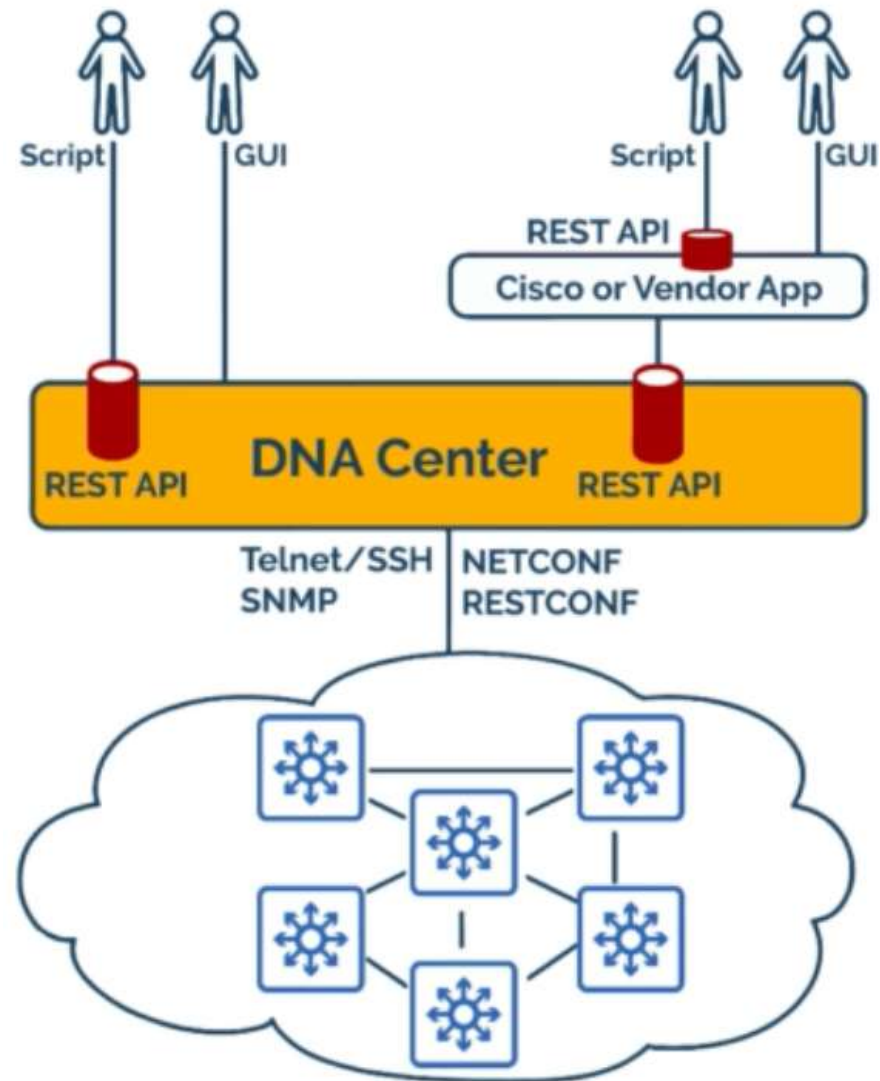 Script
GUI
Script
GUI
REST API
Cisco or Vendor App
DNA Center
REST API
REST API
Telnet/SSH
NETCONF
SNMP
RESTCONF